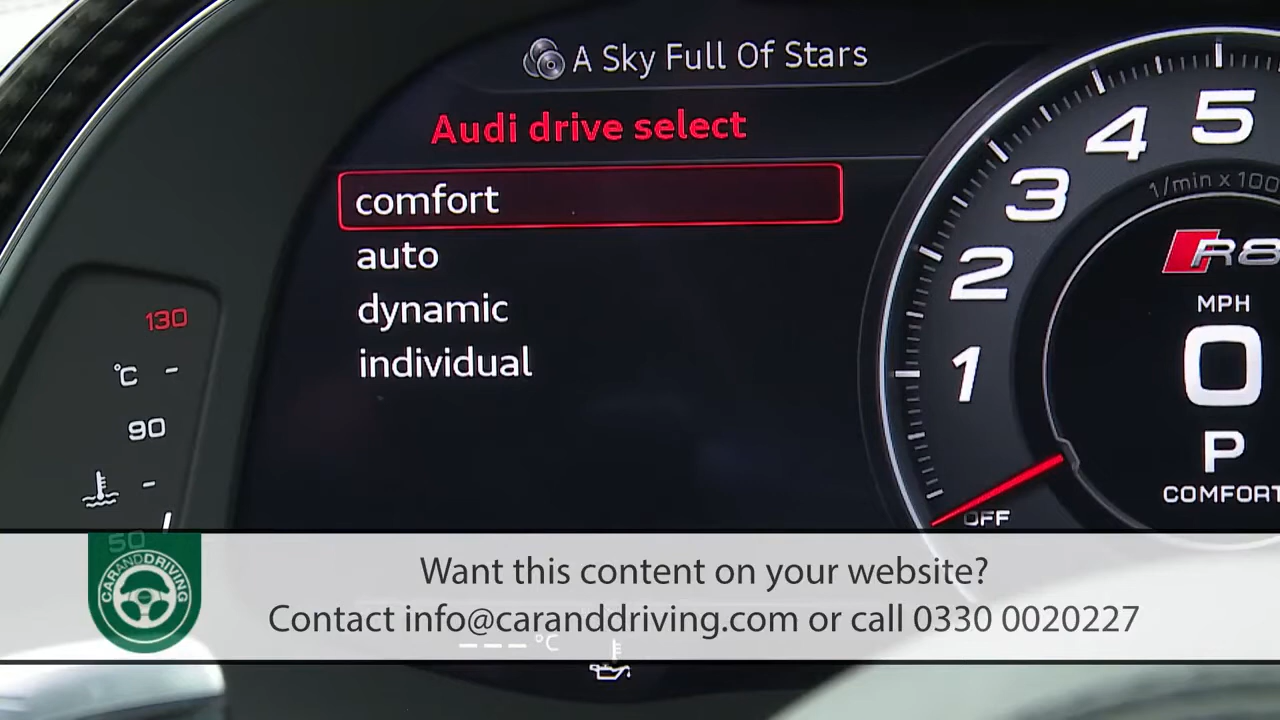 A Sky Full Of Stars
Audi drive select
comfort
auto
dynamic
individual
130
°C
90
50
1
2
3
4
5
1/min x 100
R8
MPH
0
P
COMFORT
OFF
CARANDDRIVING
Want this content on your website?
Contact info@caranddriving.com or call 0330 0020227
---°C